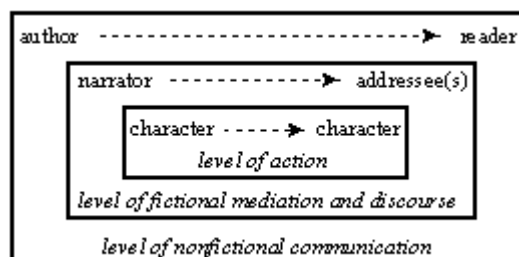 author reader
narrator addressee(s)
character character
level of action
level of fictional mediation and discourse
level of nonfictional communication